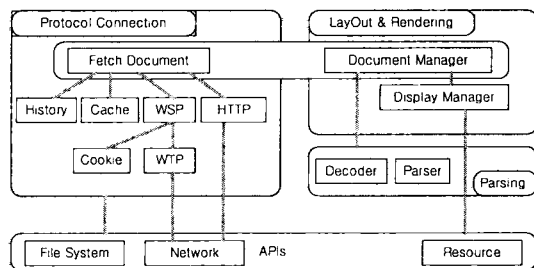 Protocol Connection
LayOut & Rendering
Fetch Document
Document Manager
History
Cache
WSP
HTTP
Display Manager
Cookie
WTP
Decoder
Parser
Parsing
File System
Network
APIs
Resource